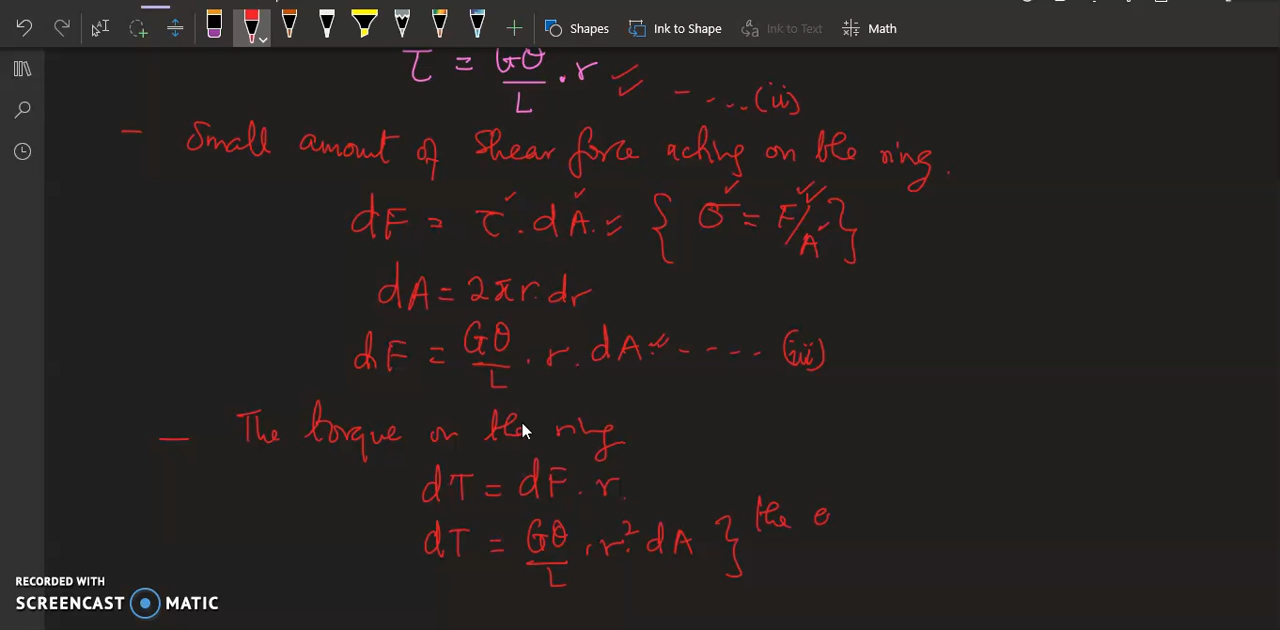 Shapes Ink to Shape Ink to Text Math
τ = Gθ/L . r ----(ii)
- Small amount of shear force acting on the ring.
dF = τ . dA. { σ = F/A }
dA = 2πr.dr
dF = Gθ/L . r. dA. ---- (iii)
- The torque on the ring
dT = dF . r.
dT = Gθ/L . r². dA } the e
RECORDED WITH
SCREENCAST MATIC